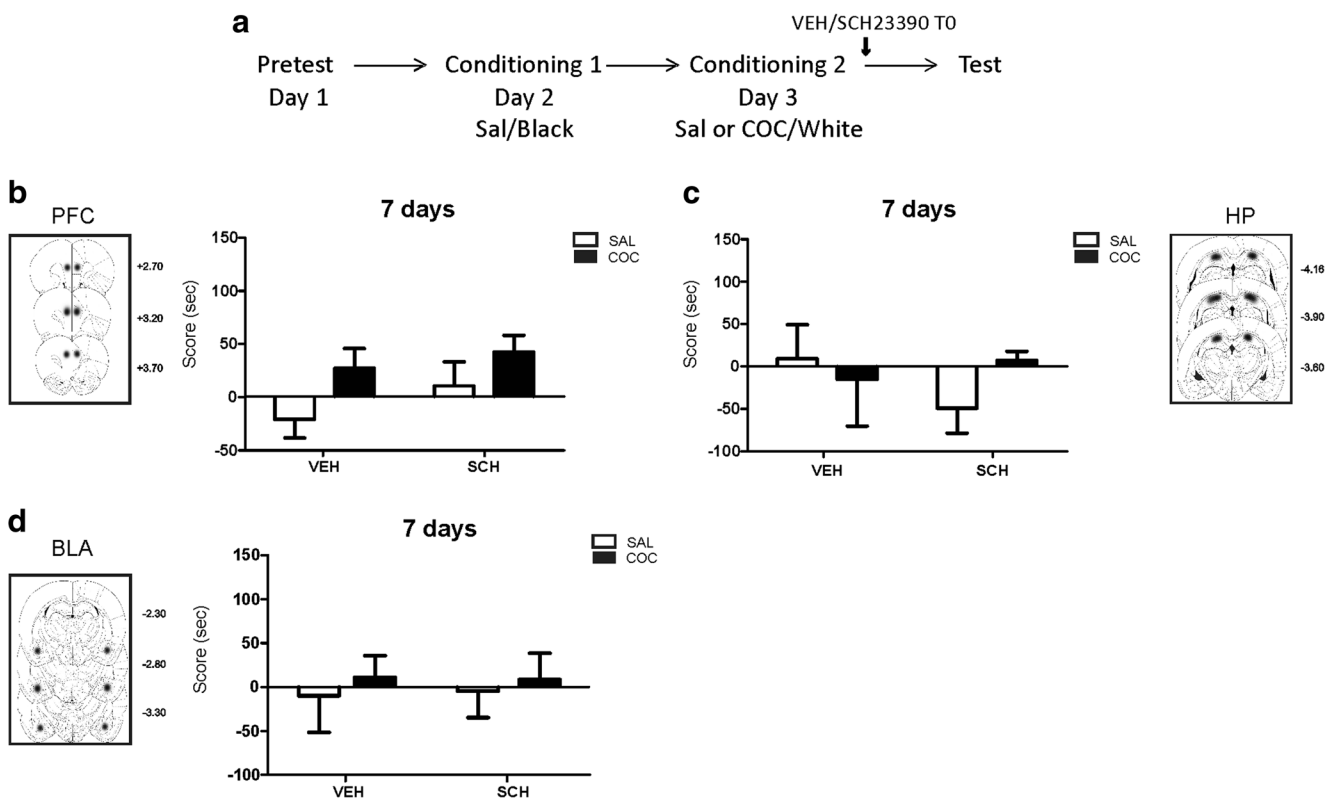 a
VEH/SCH23390 T0
Pretest Conditioning 1 Conditioning 2 Test
Day 1 Day 2 Day 3
Sal/Black Sal or COC/White
b
PFC
+2.70
+3.20
+3.70
7 days
SAL
COC
Score (sec)
150
100
50
0
-50
VEH SCH
c
7 days
SAL
COC
Score (sec)
150
100
50
0
-50
-100
VEH SCH
HP
-4.16
-3.90
-3.60
d
BLA
-2.30
-2.80
-3.30
7 days
SAL
COC
Score (sec)
150
100
50
0
-50
-100
VEH SCH